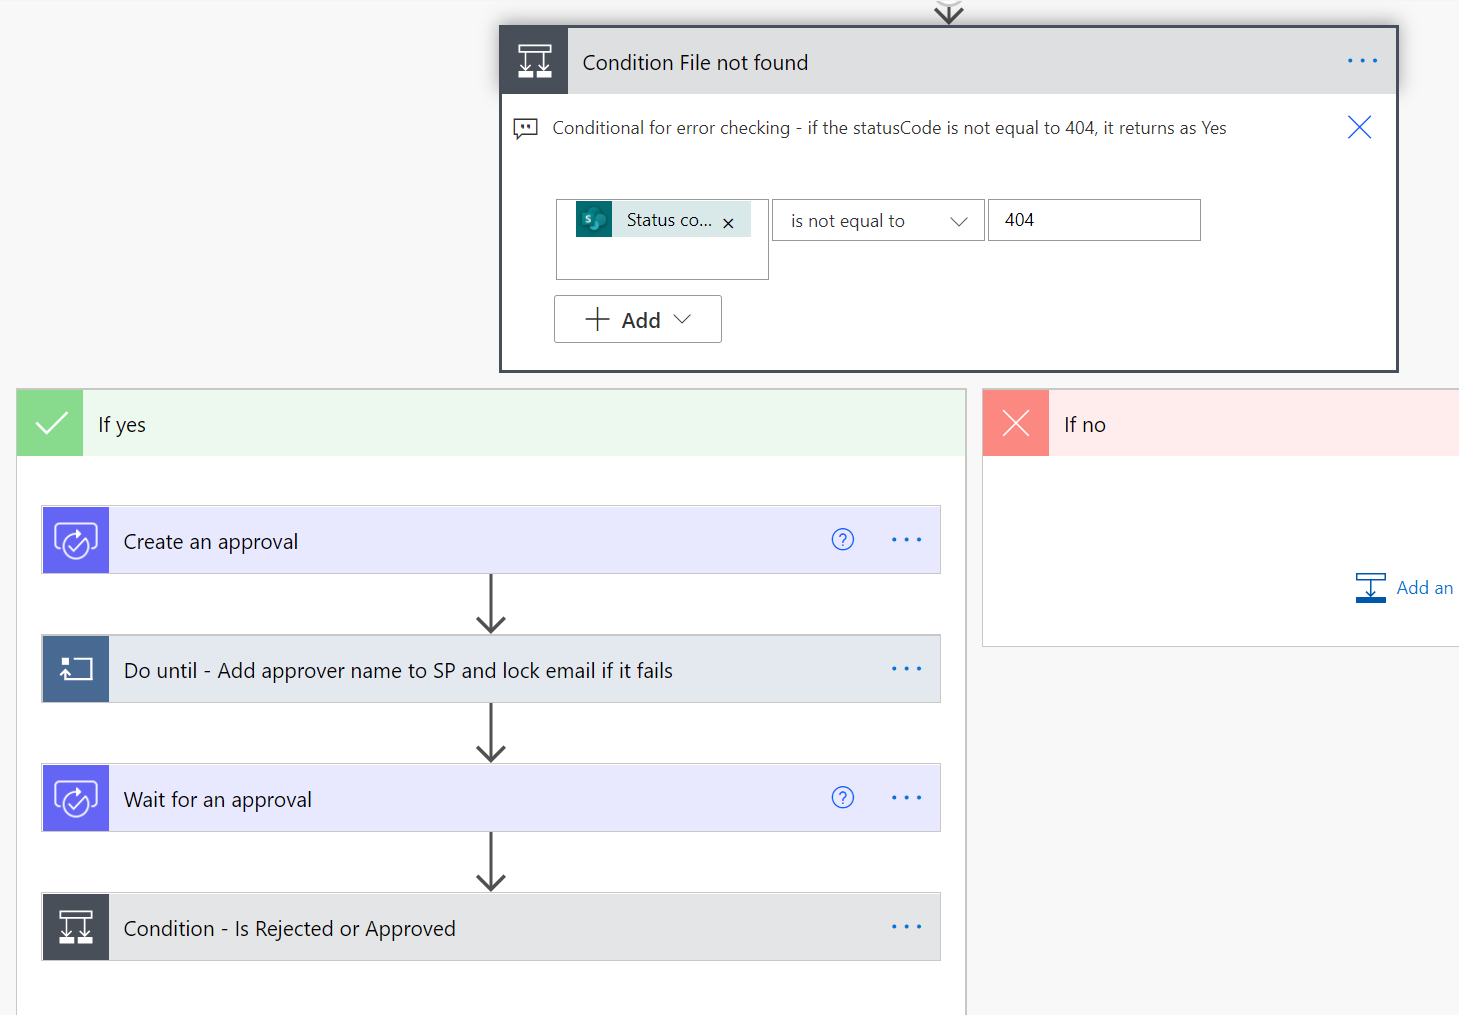 Condition File not found
Conditional for error checking - if the statusCode is not equal to 404, it returns as Yes
Status co...
is not equal to
404
Add
If yes
If no
Create an approval
Add an
Do until - Add approver name to SP and lock email if it fails
Wait for an approval
Condition - Is Rejected or Approved